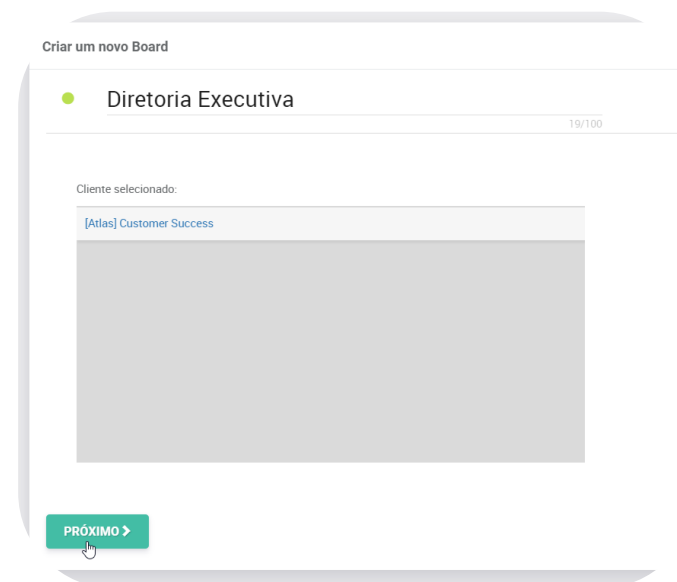 Criar um novo Board
Diretoria Executiva
19/100
Cliente selecionado:
[Atlas] Customer Success
PRÓXIMO